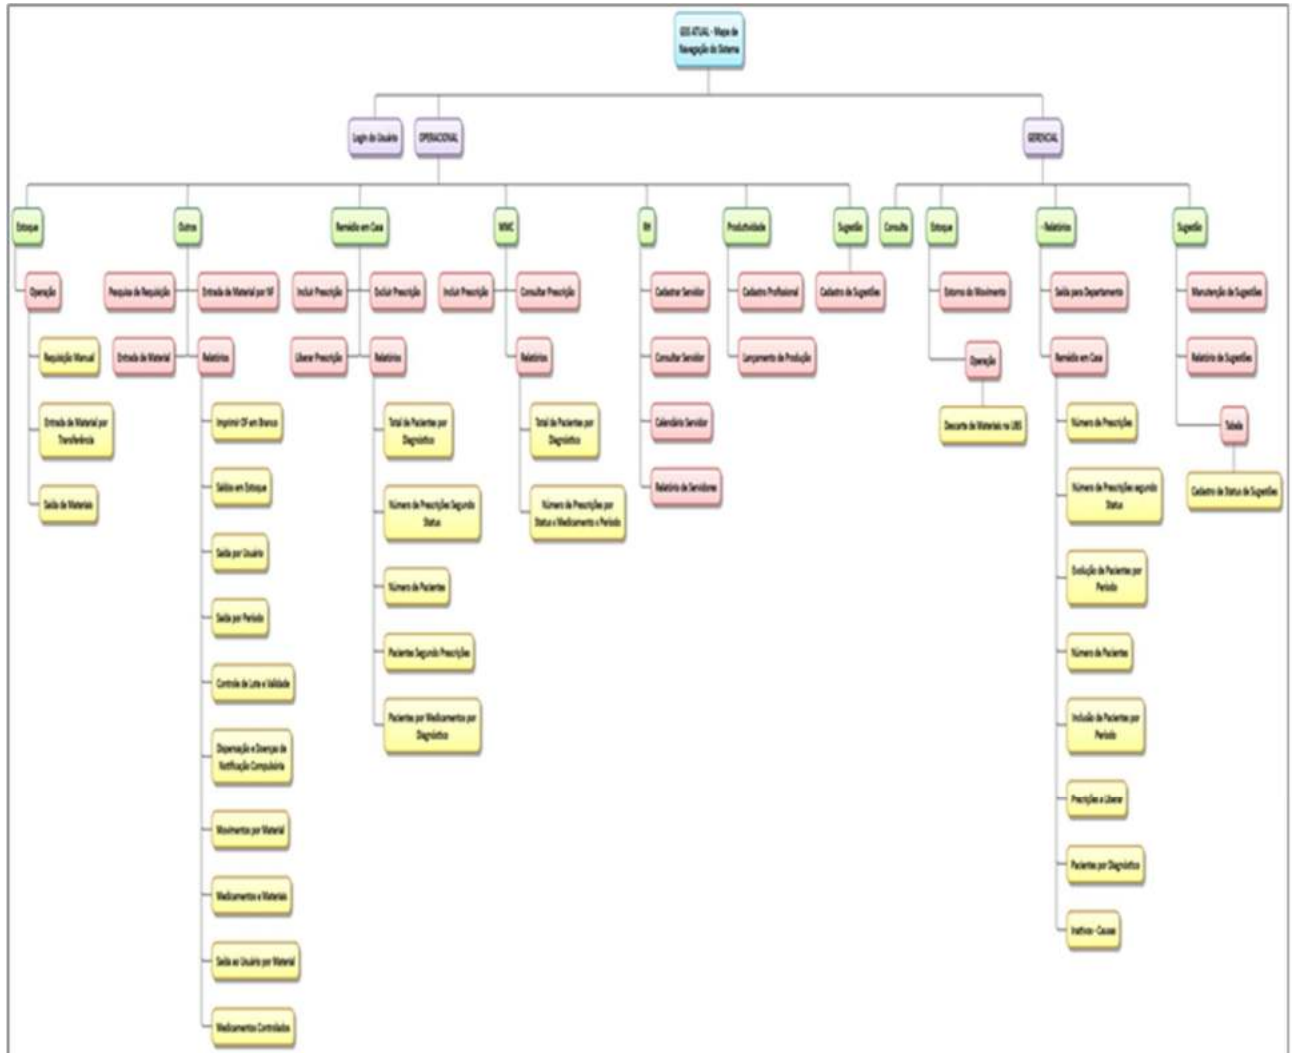 GSS ATUAL - Mapa de
Navegação do Sistema
Login do Usuário
OPERACIONAL
GERENCIAL
Estoque
Outros
Remédio em Casa
RH
Produtividade
Sugestão
Consulta
Estoque
- Relatórios
Sugestão
Operação
Pesquisa de Requisição
Entrada de Material por NF
Incluir Prescrição
Excluir Prescrição
Incluir Prescrição
Consultar Prescrição
Cadastrar Servidor
Cadastro Profissional
Cadastro de Sugestões
Estorno do Movimento
Saída para Departamento
Manutenção de Sugestões
Requisição Manual
Entrada de Material
Relatórios
Liberar Prescrição
Relatórios
Relatórios
Consultar Servidor
Lançamento de Produção
Operação
Remédio em Casa
Relatório de Sugestões
Entrada de Material por
Transferência
Imprimir OF em Branco
Total de Pacientes por
Diagnóstico
Total de Pacientes por
Diagnóstico
Calendário Servidor
Descarte de Materiais na UBS
Número de Prescrições
Tabela
Saída de Materiais
Saldos em Estoque
Número de Prescrições Segundo
Status
Número de Prescrições por
Status x Medicamento x Período
Relatório de Servidores
Número de Prescrições segundo
Status
Cadastro de Status de Sugestões
Saída por Usuário
Número de Pacientes
Evolução de Pacientes por
Período
Saída por Período
Pacientes Segundo Prescrições
Número de Pacientes
Controle de Lote e Validade
Pacientes por Medicamentos por
Diagnóstico
Inclusão de Pacientes por
Período
Dispensação e Doenças de
Notificação Compulsória
Prescrições a Liberar
Movimentos por Material
Pacientes por Diagnóstico
Medicamentos e Materiais
Inativos - Causas
Saída ao Usuário por Material
Medicamentos Controlados